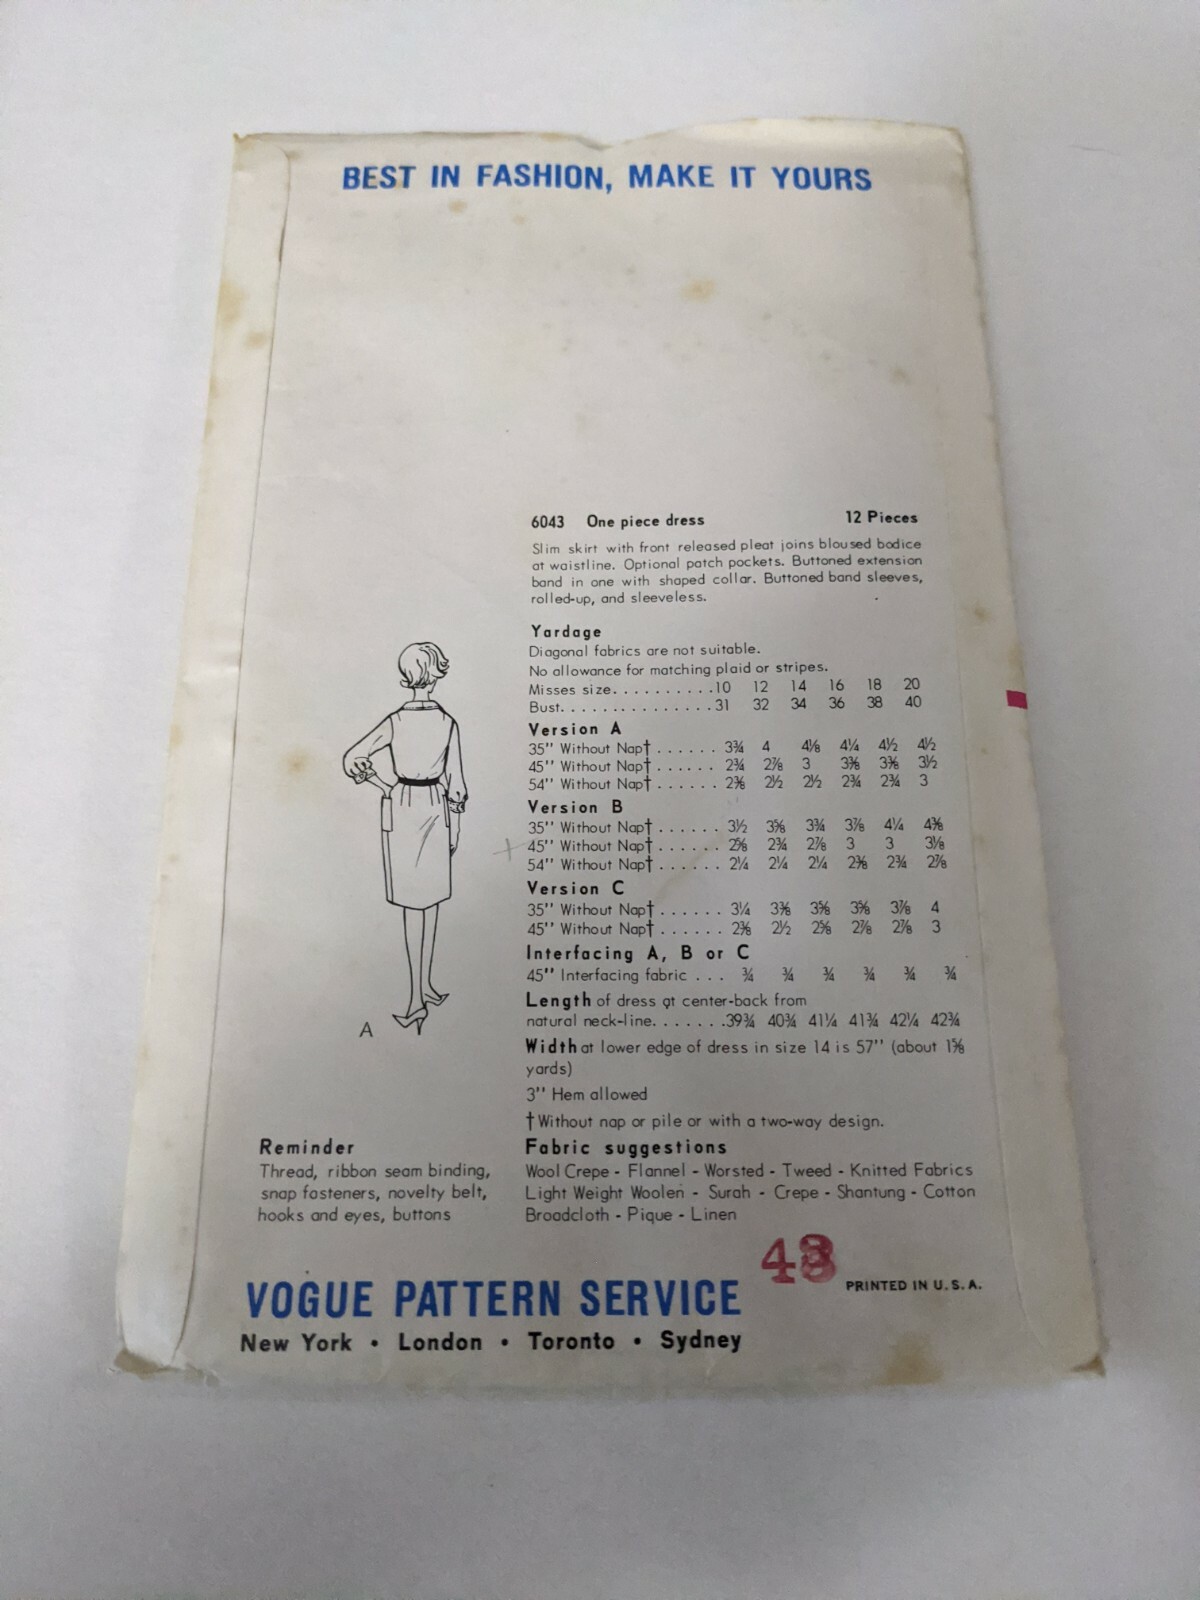 BEST IN FASHION, MAKE IT YOURS
6043 One piece dress 12 Pieces
Slim skirt with front released pleat joins bloused bodice
at waistline. Optional patch pockets. Buttoned extension
band in one with shaped collar. Buttoned band sleeves,
rolled-up, and sleeveless.
Yardage
Diagonal fabrics are not suitable.
No allowance for matching plaid or stripes.
Misses size..........10 12 14 16 18 20
Bust...............31 32 34 36 38 40
Version A
35" Without Nap†...... 3¾ 4 4⅛ 4¼ 4½ 4½
45" Without Nap†...... 2¾ 2⅞ 3 3⅜ 3⅜ 3½
54" Without Nap†...... 2⅜ 2½ 2½ 2¾ 2¾ 3
Version B
35" Without Nap†...... 3½ 3⅝ 3¾ 3⅞ 4¼ 4⅜
45" Without Nap†...... 2⅝ 2¾ 2⅞ 3 3 3⅛
54" Without Nap†...... 2¼ 2¼ 2¼ 2⅜ 2¾ 2⅞
Version C
35" Without Nap†...... 3¼ 3⅜ 3⅝ 3⅝ 3⅞ 4
45" Without Nap†...... 2⅜ 2½ 2⅝ 2⅞ 2⅞ 3
Interfacing A, B or C
45" Interfacing fabric ... ¾ ¾ ¾ ¾ ¾ ¾
Length of dress at center-back from
natural neck-line.......39¾ 40¾ 41¼ 41¾ 42¼ 42¾
Width at lower edge of dress in size 14 is 57" (about 1⅝
yards)
3" Hem allowed
†Without nap or pile or with a two-way design.
Fabric suggestions
Wool Crepe - Flannel - Worsted - Tweed - Knitted Fabrics
Light Weight Woolen - Surah - Crepe - Shantung - Cotton
Broadcloth - Pique - Linen
A
Reminder
Thread, ribbon seam binding,
snap fasteners, novelty belt,
hooks and eyes, buttons
VOGUE PATTERN SERVICE
New York • London • Toronto • Sydney
PRINTED IN U.S.A.